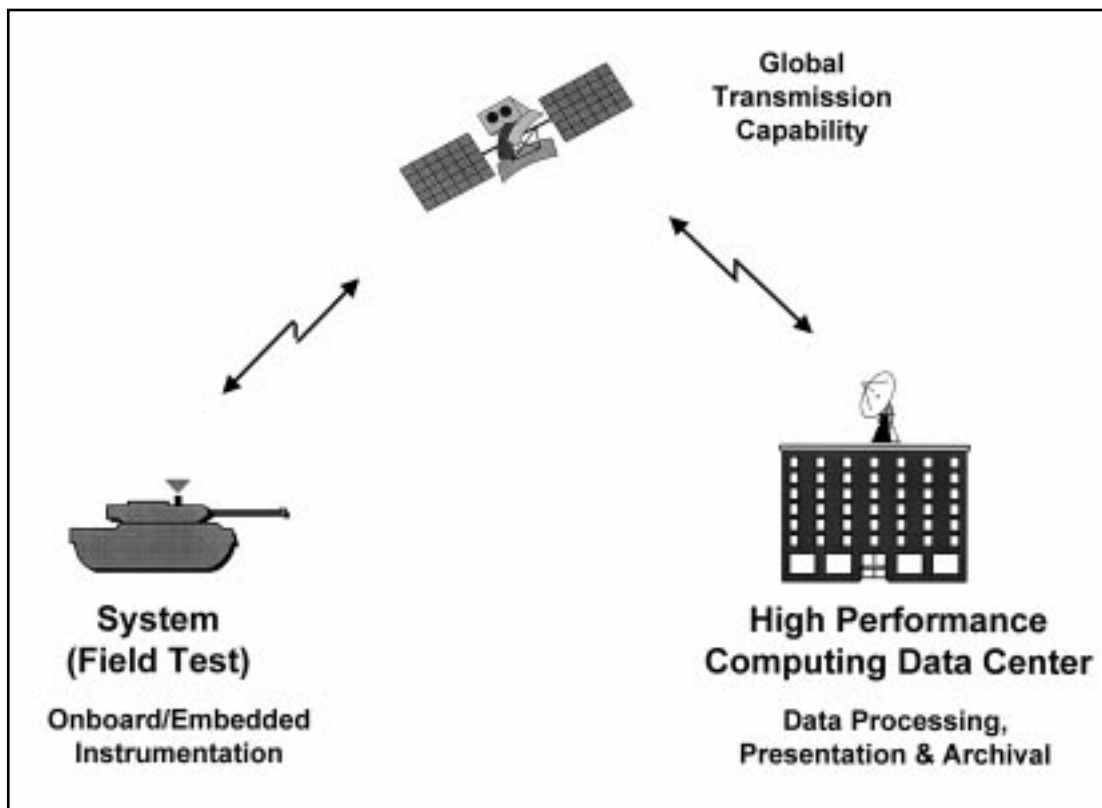 Global
Transmission
Capability
System
(Field Test)
Onboard/Embedded
Instrumentation
High Performance
Computing Data Center
Data Processing,
Presentation & Archival